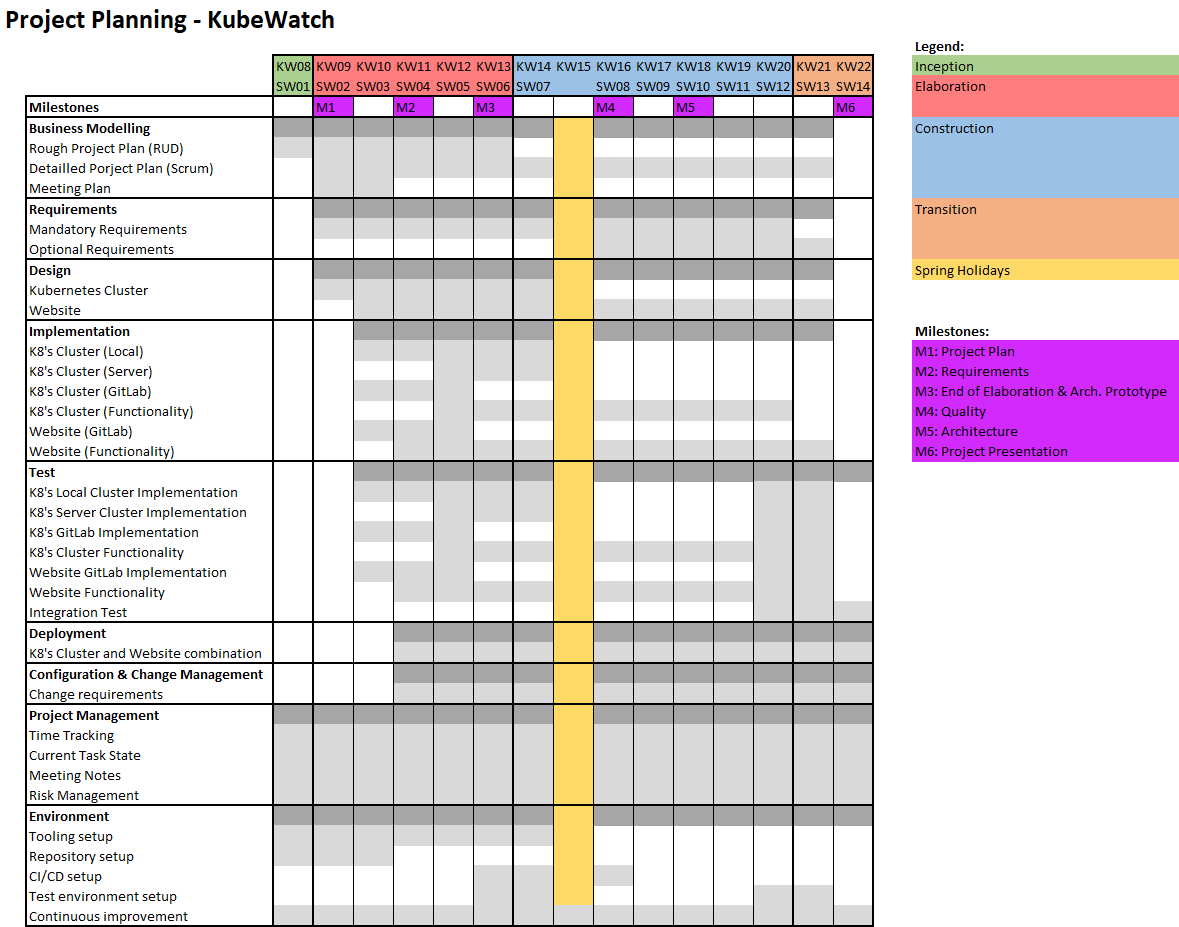 Project Planning - KubeWatch
Legend:
KW08 KW09 KW10 KW11 KW12 KW13 KW14 KW15 KW16 KW17 KW18 KW19 KW20 KW21 KW22
Inception
SW01 SW02 SW03 SW04 SW05 SW06 SW07 SW08 SW09 SW10 SW11 SW12 SW13 SW14
Elaboration
Milestones M1 M2 M3 M4 M5 M6
Business Modelling
Construction
Rough Project Plan (RUD)
Detailled Porject Plan (Scrum)
Meeting Plan
Requirements
Transition
Mandatory Requirements
Optional Requirements
Design
Spring Holidays
Kubernetes Cluster
Website
Implementation
Milestones:
K8's Cluster (Local)
M1: Project Plan
K8's Cluster (Server)
M2: Requirements
K8's Cluster (GitLab)
M3: End of Elaboration & Arch. Prototype
K8's Cluster (Functionality)
M4: Quality
Website (GitLab)
M5: Architecture
Website (Functionality)
M6: Project Presentation
Test
K8's Local Cluster Implementation
K8's Server Cluster Implementation
K8's GitLab Implementation
K8's Cluster Functionality
Website GitLab Implementation
Website Functionality
Integration Test
Deployment
K8's Cluster and Website combination
Configuration & Change Management
Change requirements
Project Management
Time Tracking
Current Task State
Meeting Notes
Risk Management
Environment
Tooling setup
Repository setup
CI/CD setup
Test environment setup
Continuous improvement